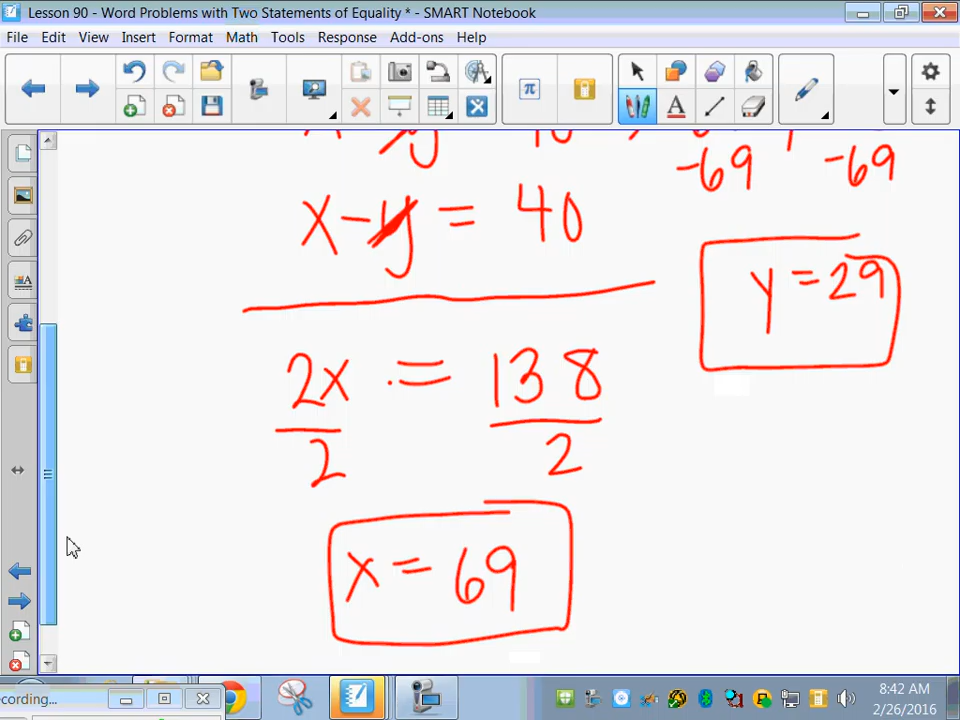 Lesson 90 - Word Problems with Two Statements of Equality * - SMART Notebook
File Edit View Insert Format Math Tools Response Add-ons Help
-69 -69
x-y = 40
y=29
2x = 138
2 2
x = 69
ecording...
8:42 AM
2/26/2016